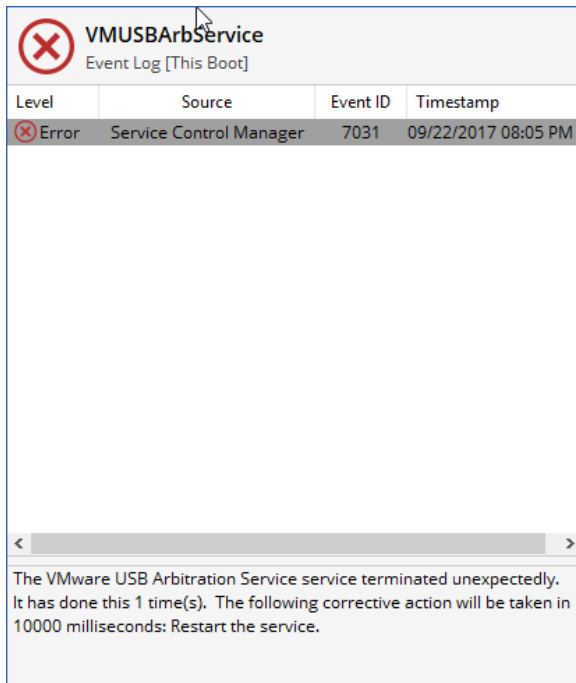 VMUSBArbService
Event Log [This Boot]
Level Source Event ID Timestamp
Error Service Control Manager 7031 09/22/2017 08:05 PM
The VMware USB Arbitration Service service terminated unexpectedly.
It has done this 1 time(s).  The following corrective action will be taken in
10000 milliseconds: Restart the service.